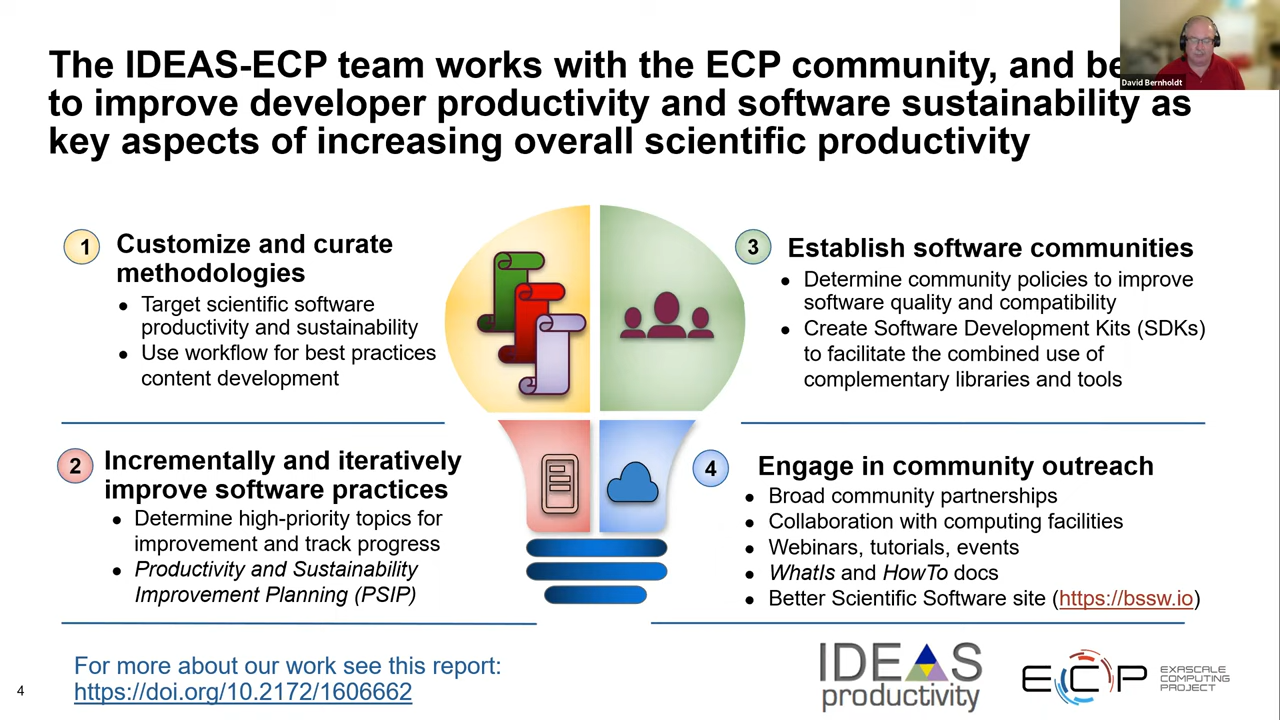 The IDEAS-ECP team works with the ECP community, and
to improve developer productivity and software sustainability as
key aspects of increasing overall scientific productivity
David Bernholdt
1
Customize and curate
methodologies
● Target scientific software
productivity and sustainability
● Use workflow for best practices
content development
2
Incrementally and iteratively
improve software practices
● Determine high-priority topics for
improvement and track progress
● Productivity and Sustainability
Improvement Planning (PSIP)
3
Establish software communities
● Determine community policies to improve
software quality and compatibility
● Create Software Development Kits (SDKs)
to facilitate the combined use of
complementary libraries and tools
4
Engage in community outreach
● Broad community partnerships
● Collaboration with computing facilities
● Webinars, tutorials, events
● WhatIs and HowTo docs
● Better Scientific Software site (https://bssw.io)
For more about our work see this report:
https://doi.org/10.2172/1606662
4
IDEAS
productivity
ECP
EXASCALE
COMPUTING
PROJECT